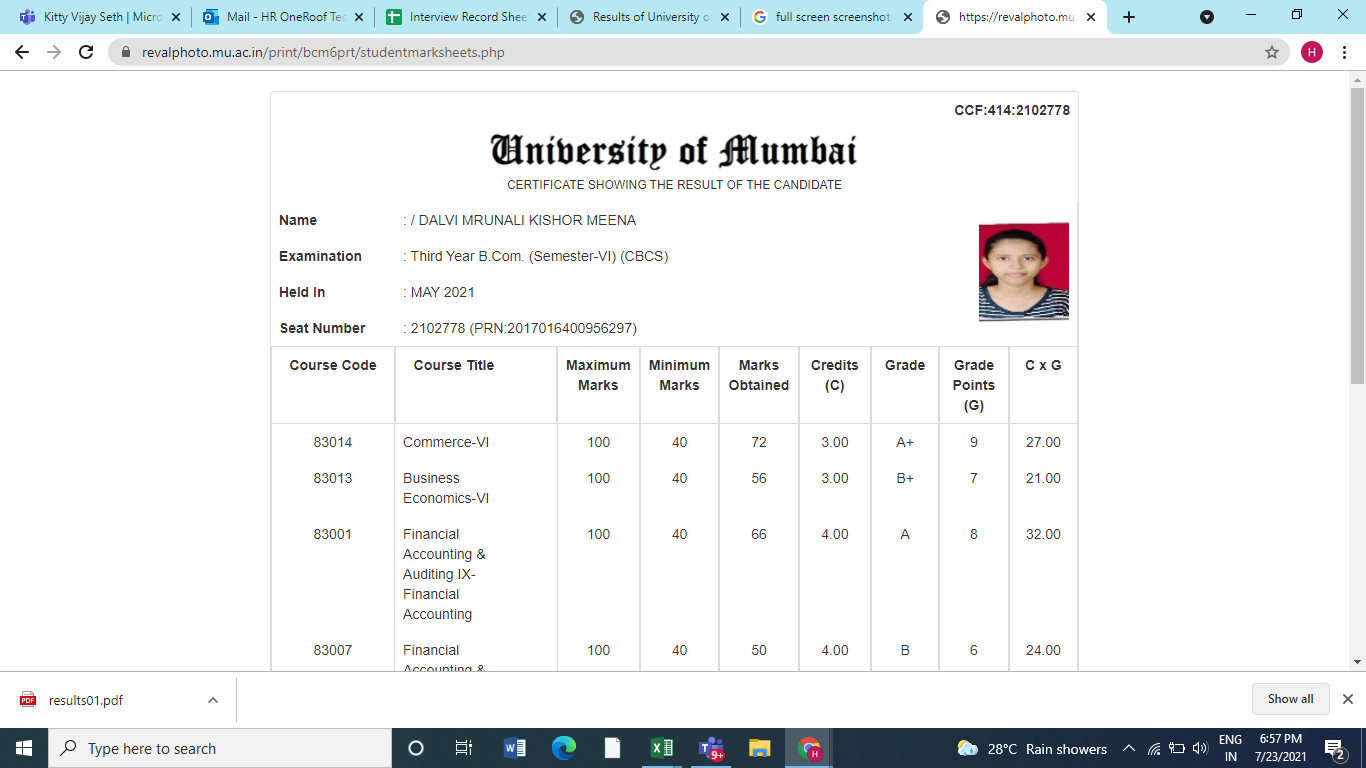 Kitty Vijay Seth | Micro
Mail - HR OneRoof Tec
Interview Record Shee
Results of University o
full screen screenshot
https://revalphoto.mu.
revalphoto.mu.ac.in/print/bcm6prt/studentmarksheets.php
H
CCF:414:2102778
University of Mumbai
CERTIFICATE SHOWING THE RESULT OF THE CANDIDATE
Name : / DALVI MRUNALI KISHOR MEENA
Examination : Third Year B.Com. (Semester-VI) (CBCS)
Held In : MAY 2021
Seat Number : 2102778 (PRN:2017016400956297)
Course Code Course Title Maximum Minimum Marks Credits Grade Grade C x G
Marks Marks Obtained (C) Points
(G)
83014 Commerce-VI 100 40 72 3.00 A+ 9 27.00
83013 Business 100 40 56 3.00 B+ 7 21.00
Economics-VI
83001 Financial 100 40 66 4.00 A 8 32.00
Accounting &
Auditing IX-
Financial
Accounting
83007 Financial 100 40 50 4.00 B 6 24.00
Accounting &
PDF results01.pdf Show all
Type here to search
9+
H
28°C Rain showers
ENG 6:57 PM
IN 7/23/2021
2